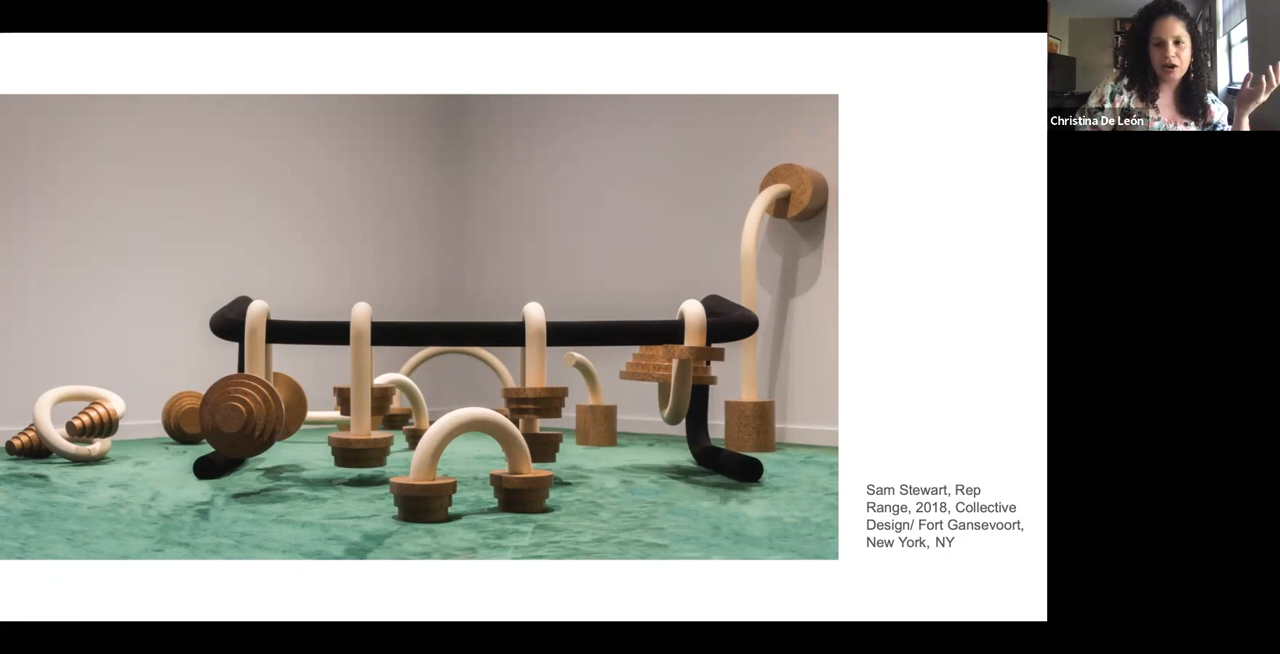 Christina De León
Sam Stewart, Rep
Range, 2018, Collective
Design/ Fort Gansevoort,
New York, NY